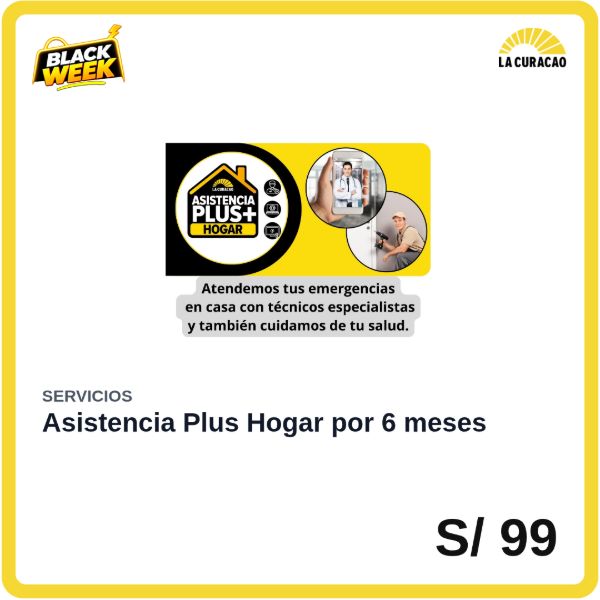 BLACK
WEEK
LA CURACAO
LA CURACAO
ASISTENCIA
PLUS+
HOGAR
Atendemos tus emergencias
en casa con técnicos especialistas
y también cuidamos de tu salud.
SERVICIOS
Asistencia Plus Hogar por 6 meses
S/ 99